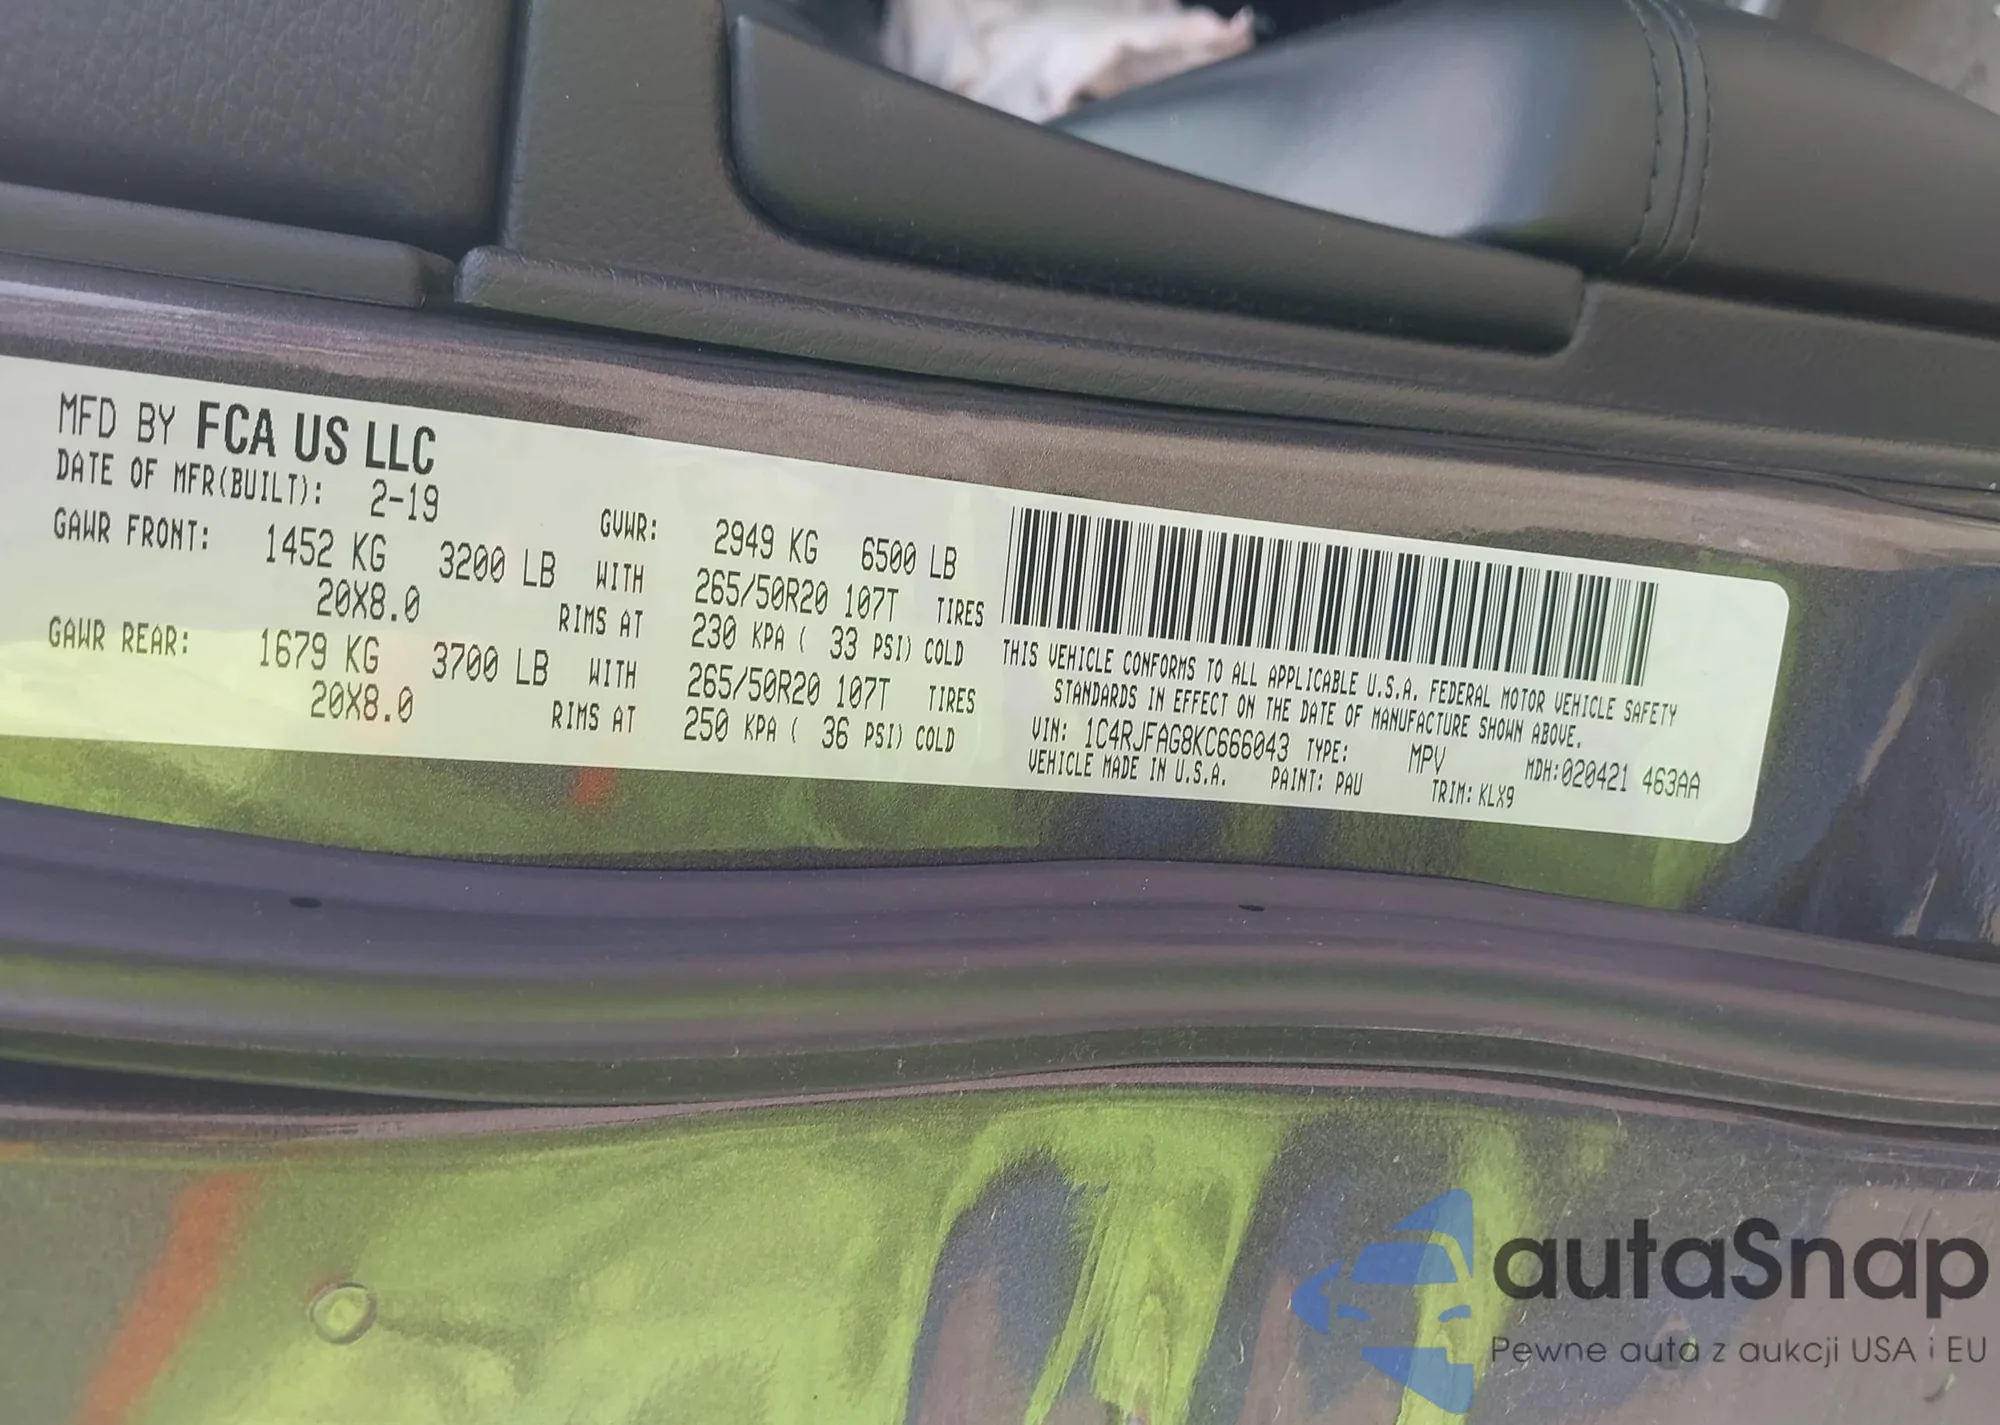 MFD BY FCA US LLC
DATE OF MFR(BUILT): 2-19
GVWR: 2949 KG 6500 LB
GAWR FRONT: 1452 KG 3200 LB WITH 265/50R20 107T TIRES
20X8.0 RIMS AT 230 KPA ( 33 PSI) COLD
GAWR REAR: 1679 KG 3700 LB WITH 265/50R20 107T TIRES
20X8.0 RIMS AT 250 KPA ( 36 PSI) COLD
THIS VEHICLE CONFORMS TO ALL APPLICABLE U.S.A. FEDERAL MOTOR VEHICLE SAFETY
STANDARDS IN EFFECT ON THE DATE OF MANUFACTURE SHOWN ABOVE.
VIN: 1C4RJFAG8KC666043 TYPE: MPV MDH:020421 463AA
VEHICLE MADE IN U.S.A. PAINT: PAU TRIM: KLX9
autaSnap
Pewne auta z aukcji USA i EU